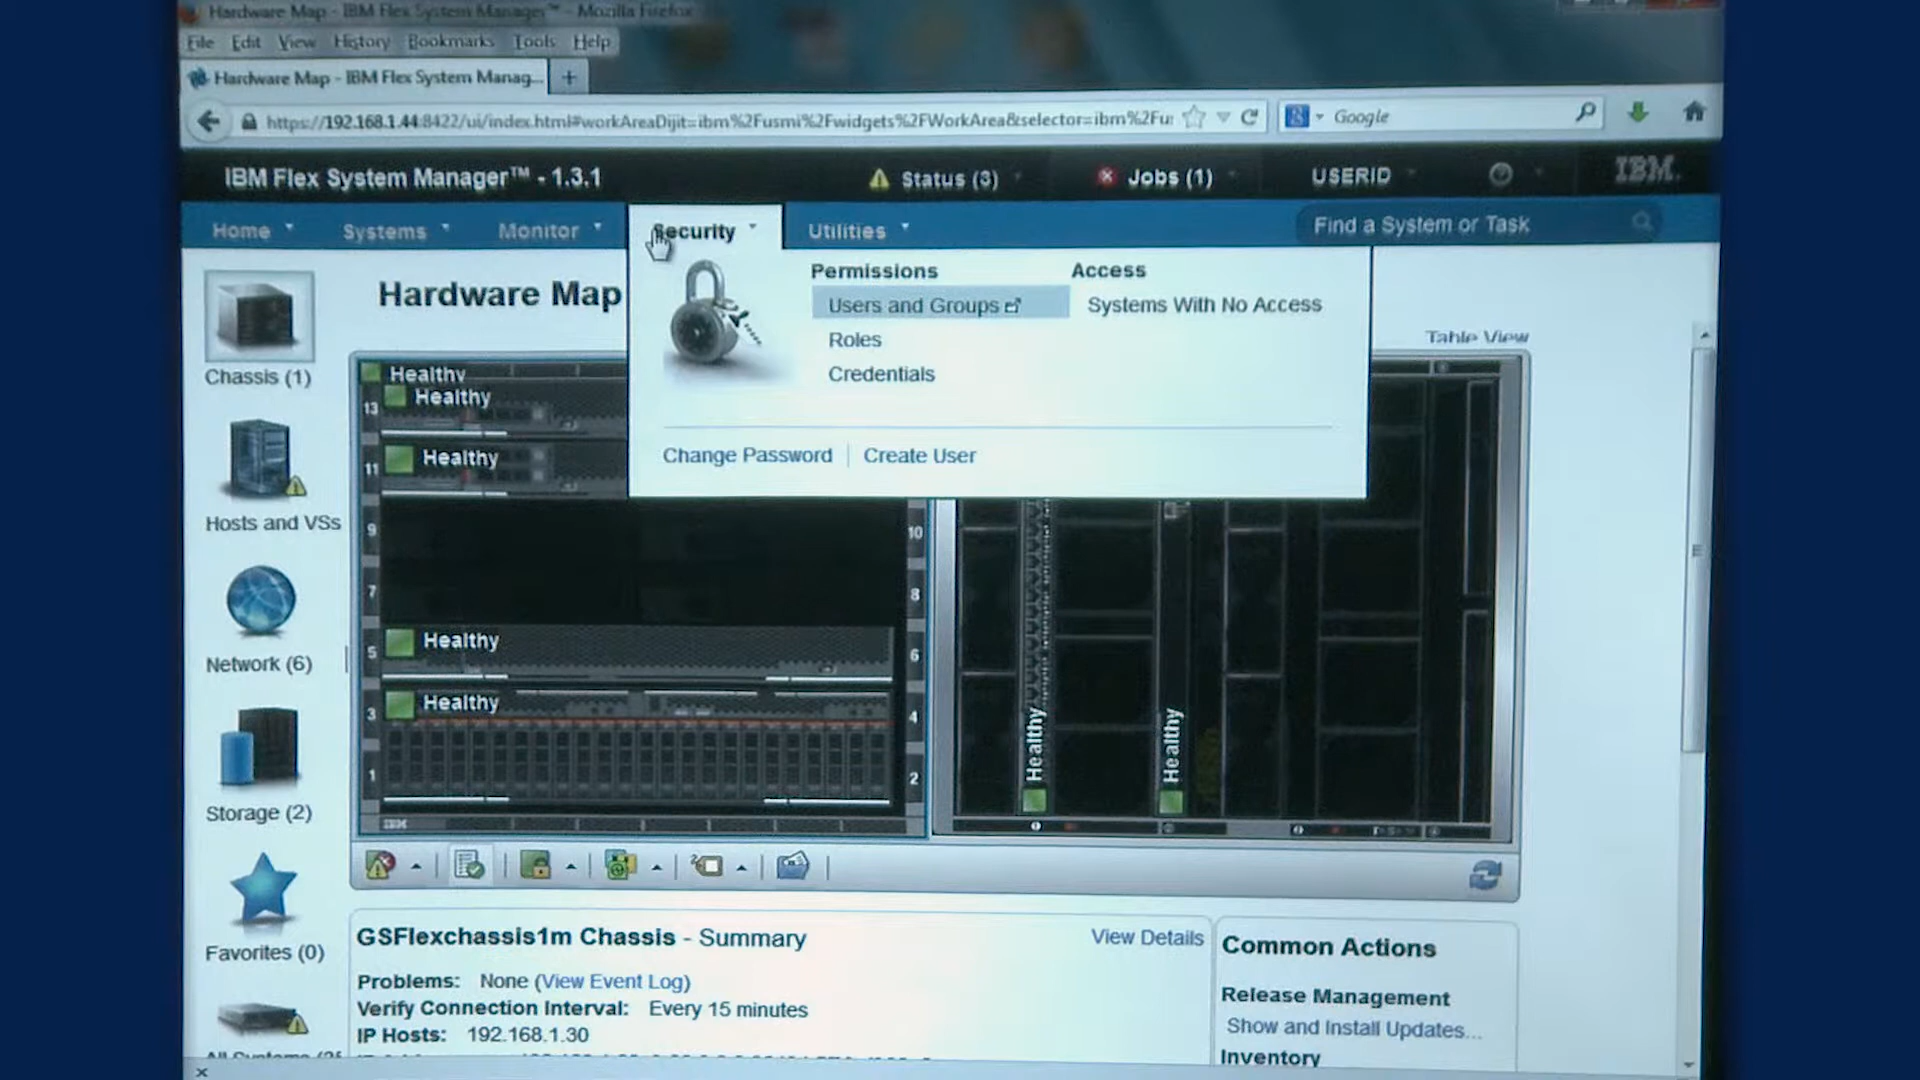 Hardware Map - IBM Flex System Manager™ - Mozilla Firefox
File Edit View History Bookmarks Tools Help
Hardware Map - IBM Flex System Manag... +
https://192.168.1.44:8422/ui/index.html#workAreaDijit=ibm%2Fusmi%2Fwidgets%2FWorkArea&selector=ibm%2Fu
Google
IBM Flex System Manager™ - 1.3.1
Status (3)
Jobs (1)
USERID
IBM.
Home
Systems
Monitor
Security
Utilities
Find a System or Task
Permissions
Users and Groups
Roles
Credentials
Access
Systems With No Access
Change Password | Create User
Hardware Map
Table View
Chassis (1)
Hosts and VSs
Network (6)
Storage (2)
Favorites (0)
Healthy
13 Healthy
11 Healthy
9 10
7 8
5 Healthy 6
3 Healthy 4
1 2
IBM
Healthy
Healthy
GSFlexchassis1m Chassis - Summary
View Details
Problems: None (View Event Log)
Verify Connection Interval: Every 15 minutes
IP Hosts: 192.168.1.30
Common Actions
Release Management
Show and Install Updates...
Inventory